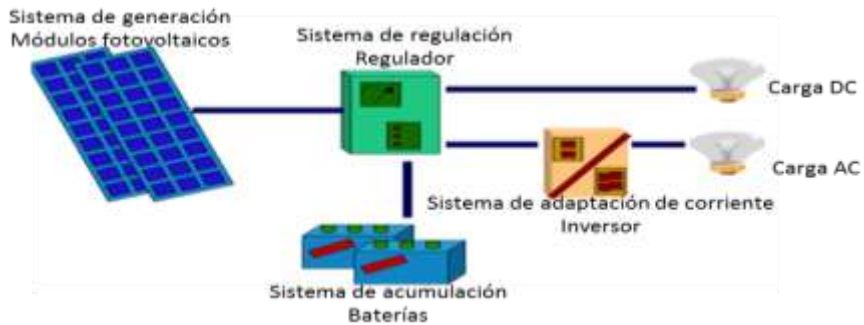 Sistema de generación
Módulos fotovoltaicos
Sistema de regulación
Regulador
Carga DC
Carga AC
Sistema de adaptación de corriente
Inversor
Sistema de acumulación
Baterías